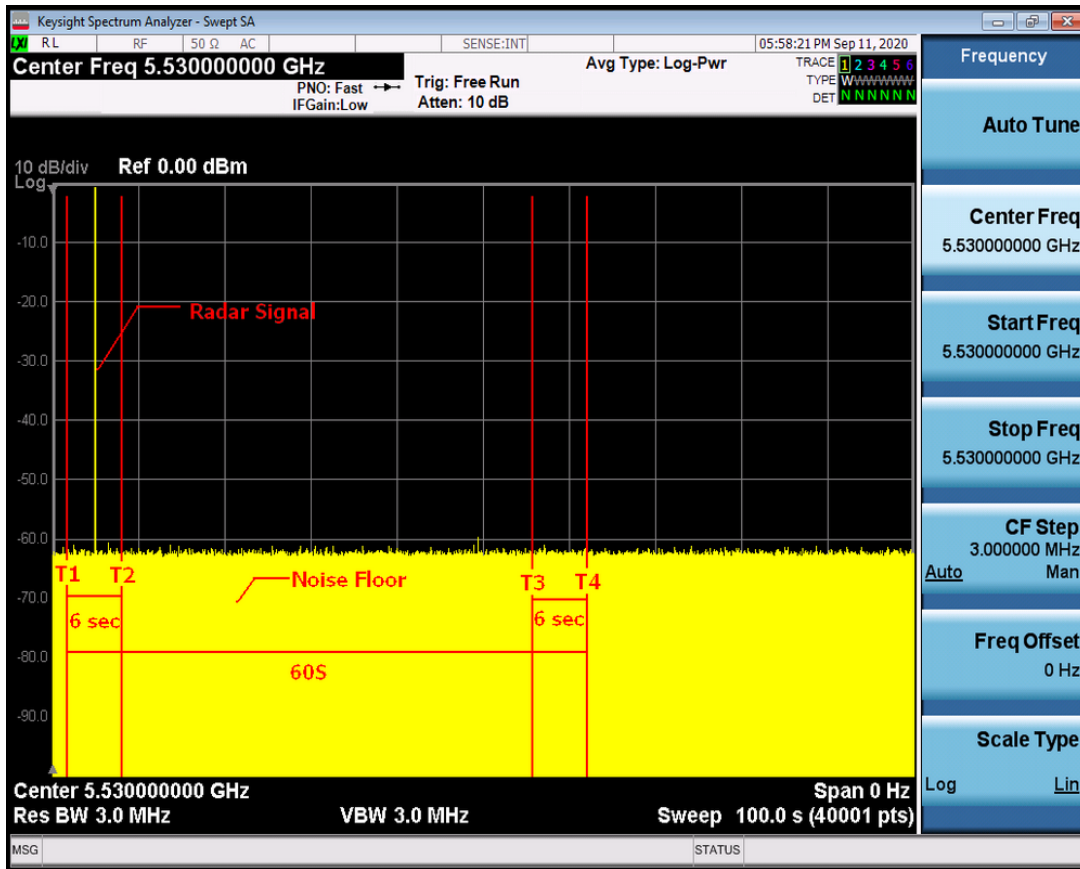 Keysight Spectrum Analyzer - Swept SA
LXI RL RF 50 Ω AC SENSE:INT 05:58:21 PM Sep 11, 2020
Center Freq 5.530000000 GHz
PNO: Fast
IFGain:Low
Trig: Free Run
Atten: 10 dB
Avg Type: Log-Pwr
TRACE 1 2 3 4 5 6
TYPE WWWWWW
DET N N N N N N
10 dB/div Ref 0.00 dBm
Log
-10.0
-20.0
-30.0
-40.0
-50.0
-60.0
-70.0
-80.0
-90.0
Radar Signal
T1 T2 Noise Floor T3 T4
6 sec 6 sec
60S
Center 5.530000000 GHz Span 0 Hz
Res BW 3.0 MHz VBW 3.0 MHz Sweep 100.0 s (40001 pts)
MSG STATUS
Frequency
Auto Tune
Center Freq
5.530000000 GHz
Start Freq
5.530000000 GHz
Stop Freq
5.530000000 GHz
CF Step
3.000000 MHz
Auto Man
Freq Offset
0 Hz
Scale Type
Log Lin